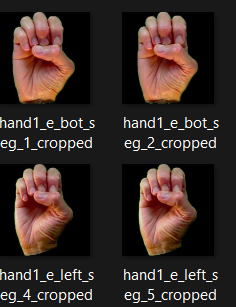 hand1_e_bot_s
eg_1_cropped
hand1_e_bot_s
eg_2_cropped
hand1_e_left_s
eg_4_cropped
hand1_e_left_s
eg_5_cropped